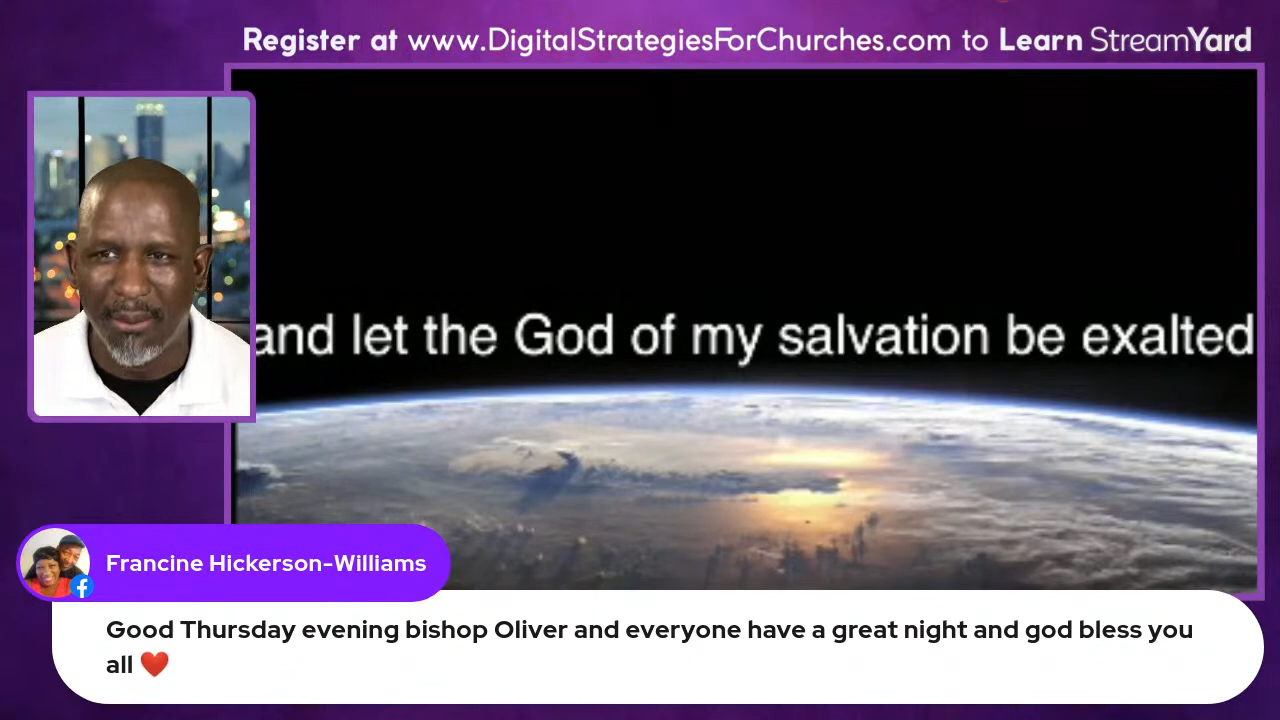 Register at www.DigitalStrategiesForChurches.com to Learn StreamYard
and let the God of my salvation be exalted
Francine Hickerson-Williams
Good Thursday evening bishop Oliver and everyone have a great night and god bless you
all ❤️